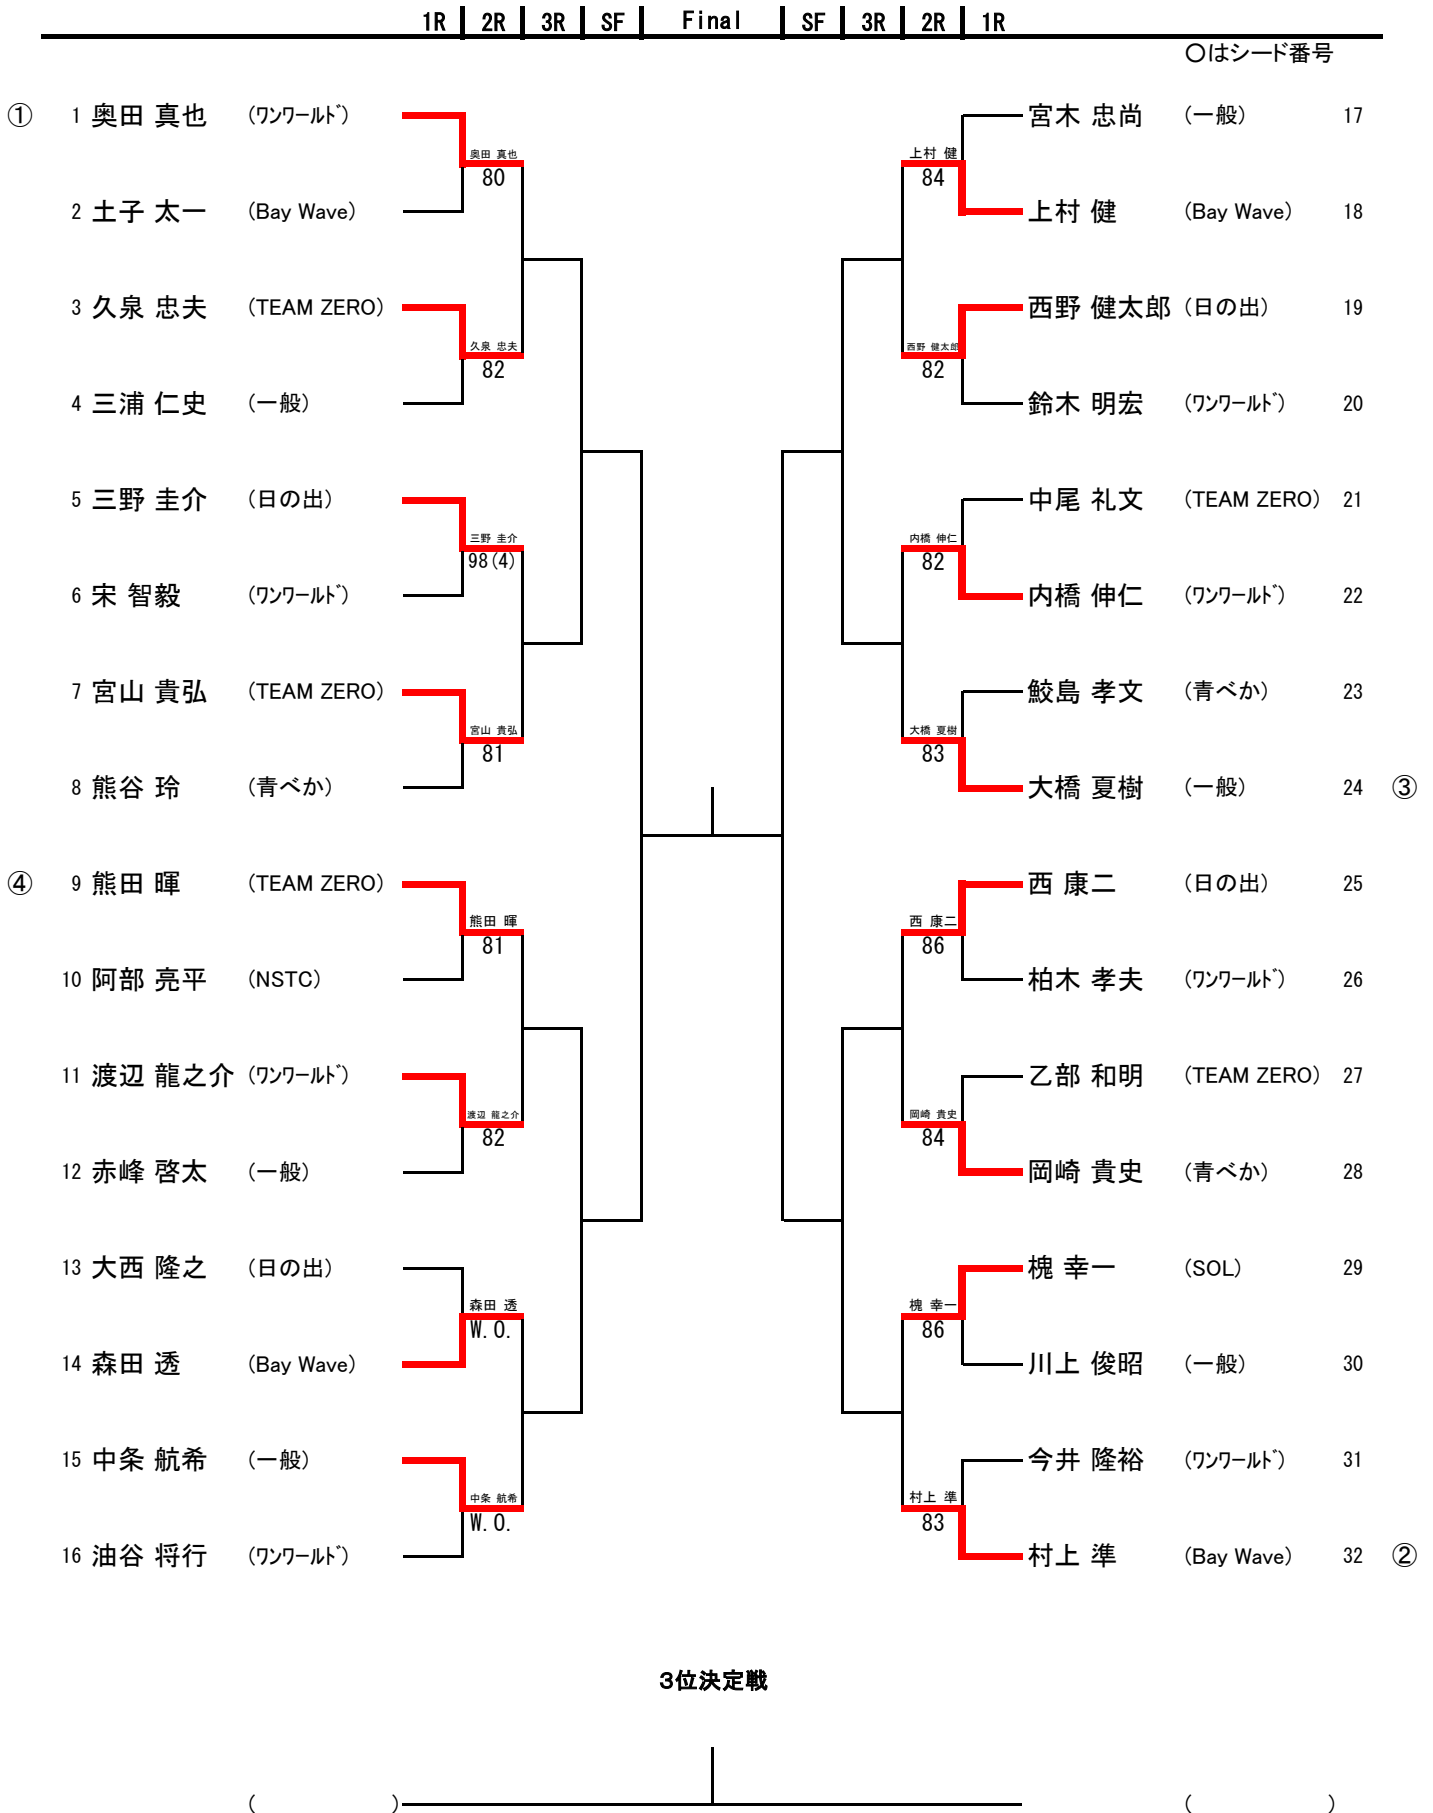 1R 2R 3R SF Final SF 3R 2R 1R
○はシード番号
① 1 奥田 真也 (ﾜﾝﾜｰﾙﾄﾞ) 宮木 忠尚 (一般) 17
奥田 真也 上村 健
80 84
2 土子 太一 (Bay Wave) 上村 健 (Bay Wave) 18
3 久泉 忠夫 (TEAM ZERO) 西野 健太郎 (日の出) 19
久泉 忠夫 西野 健太郎
82 82
4 三浦 仁史 (一般) 鈴木 明宏 (ﾜﾝﾜｰﾙﾄﾞ) 20
5 三野 圭介 (日の出) 中尾 礼文 (TEAM ZERO) 21
三野 圭介 内橋 伸仁
98(4) 82
6 宋 智毅 (ﾜﾝﾜｰﾙﾄﾞ) 内橋 伸仁 (ﾜﾝﾜｰﾙﾄﾞ) 22
7 宮山 貴弘 (TEAM ZERO) 鮫島 孝文 (青べか) 23
宮山 貴弘 大橋 夏樹
81 83
8 熊谷 玲 (青べか) 大橋 夏樹 (一般) 24 ③
④ 9 熊田 暉 (TEAM ZERO) 西 康二 (日の出) 25
熊田 暉 西 康二
81 86
10 阿部 亮平 (NSTC) 柏木 孝夫 (ﾜﾝﾜｰﾙﾄﾞ) 26
11 渡辺 龍之介 (ﾜﾝﾜｰﾙﾄﾞ) 乙部 和明 (TEAM ZERO) 27
渡辺 龍之介 岡崎 貴史
82 84
12 赤峰 啓太 (一般) 岡崎 貴史 (青べか) 28
13 大西 隆之 (日の出) 槐 幸一 (SOL) 29
森田 透 槐 幸一
W.O. 86
14 森田 透 (Bay Wave) 川上 俊昭 (一般) 30
15 中条 航希 (一般) 今井 隆裕 (ﾜﾝﾜｰﾙﾄﾞ) 31
中条 航希 村上 準
W.O. 83
16 油谷 将行 (ﾜﾝﾜｰﾙﾄﾞ) 村上 準 (Bay Wave) 32 ②
3位決定戦
( ) ( )